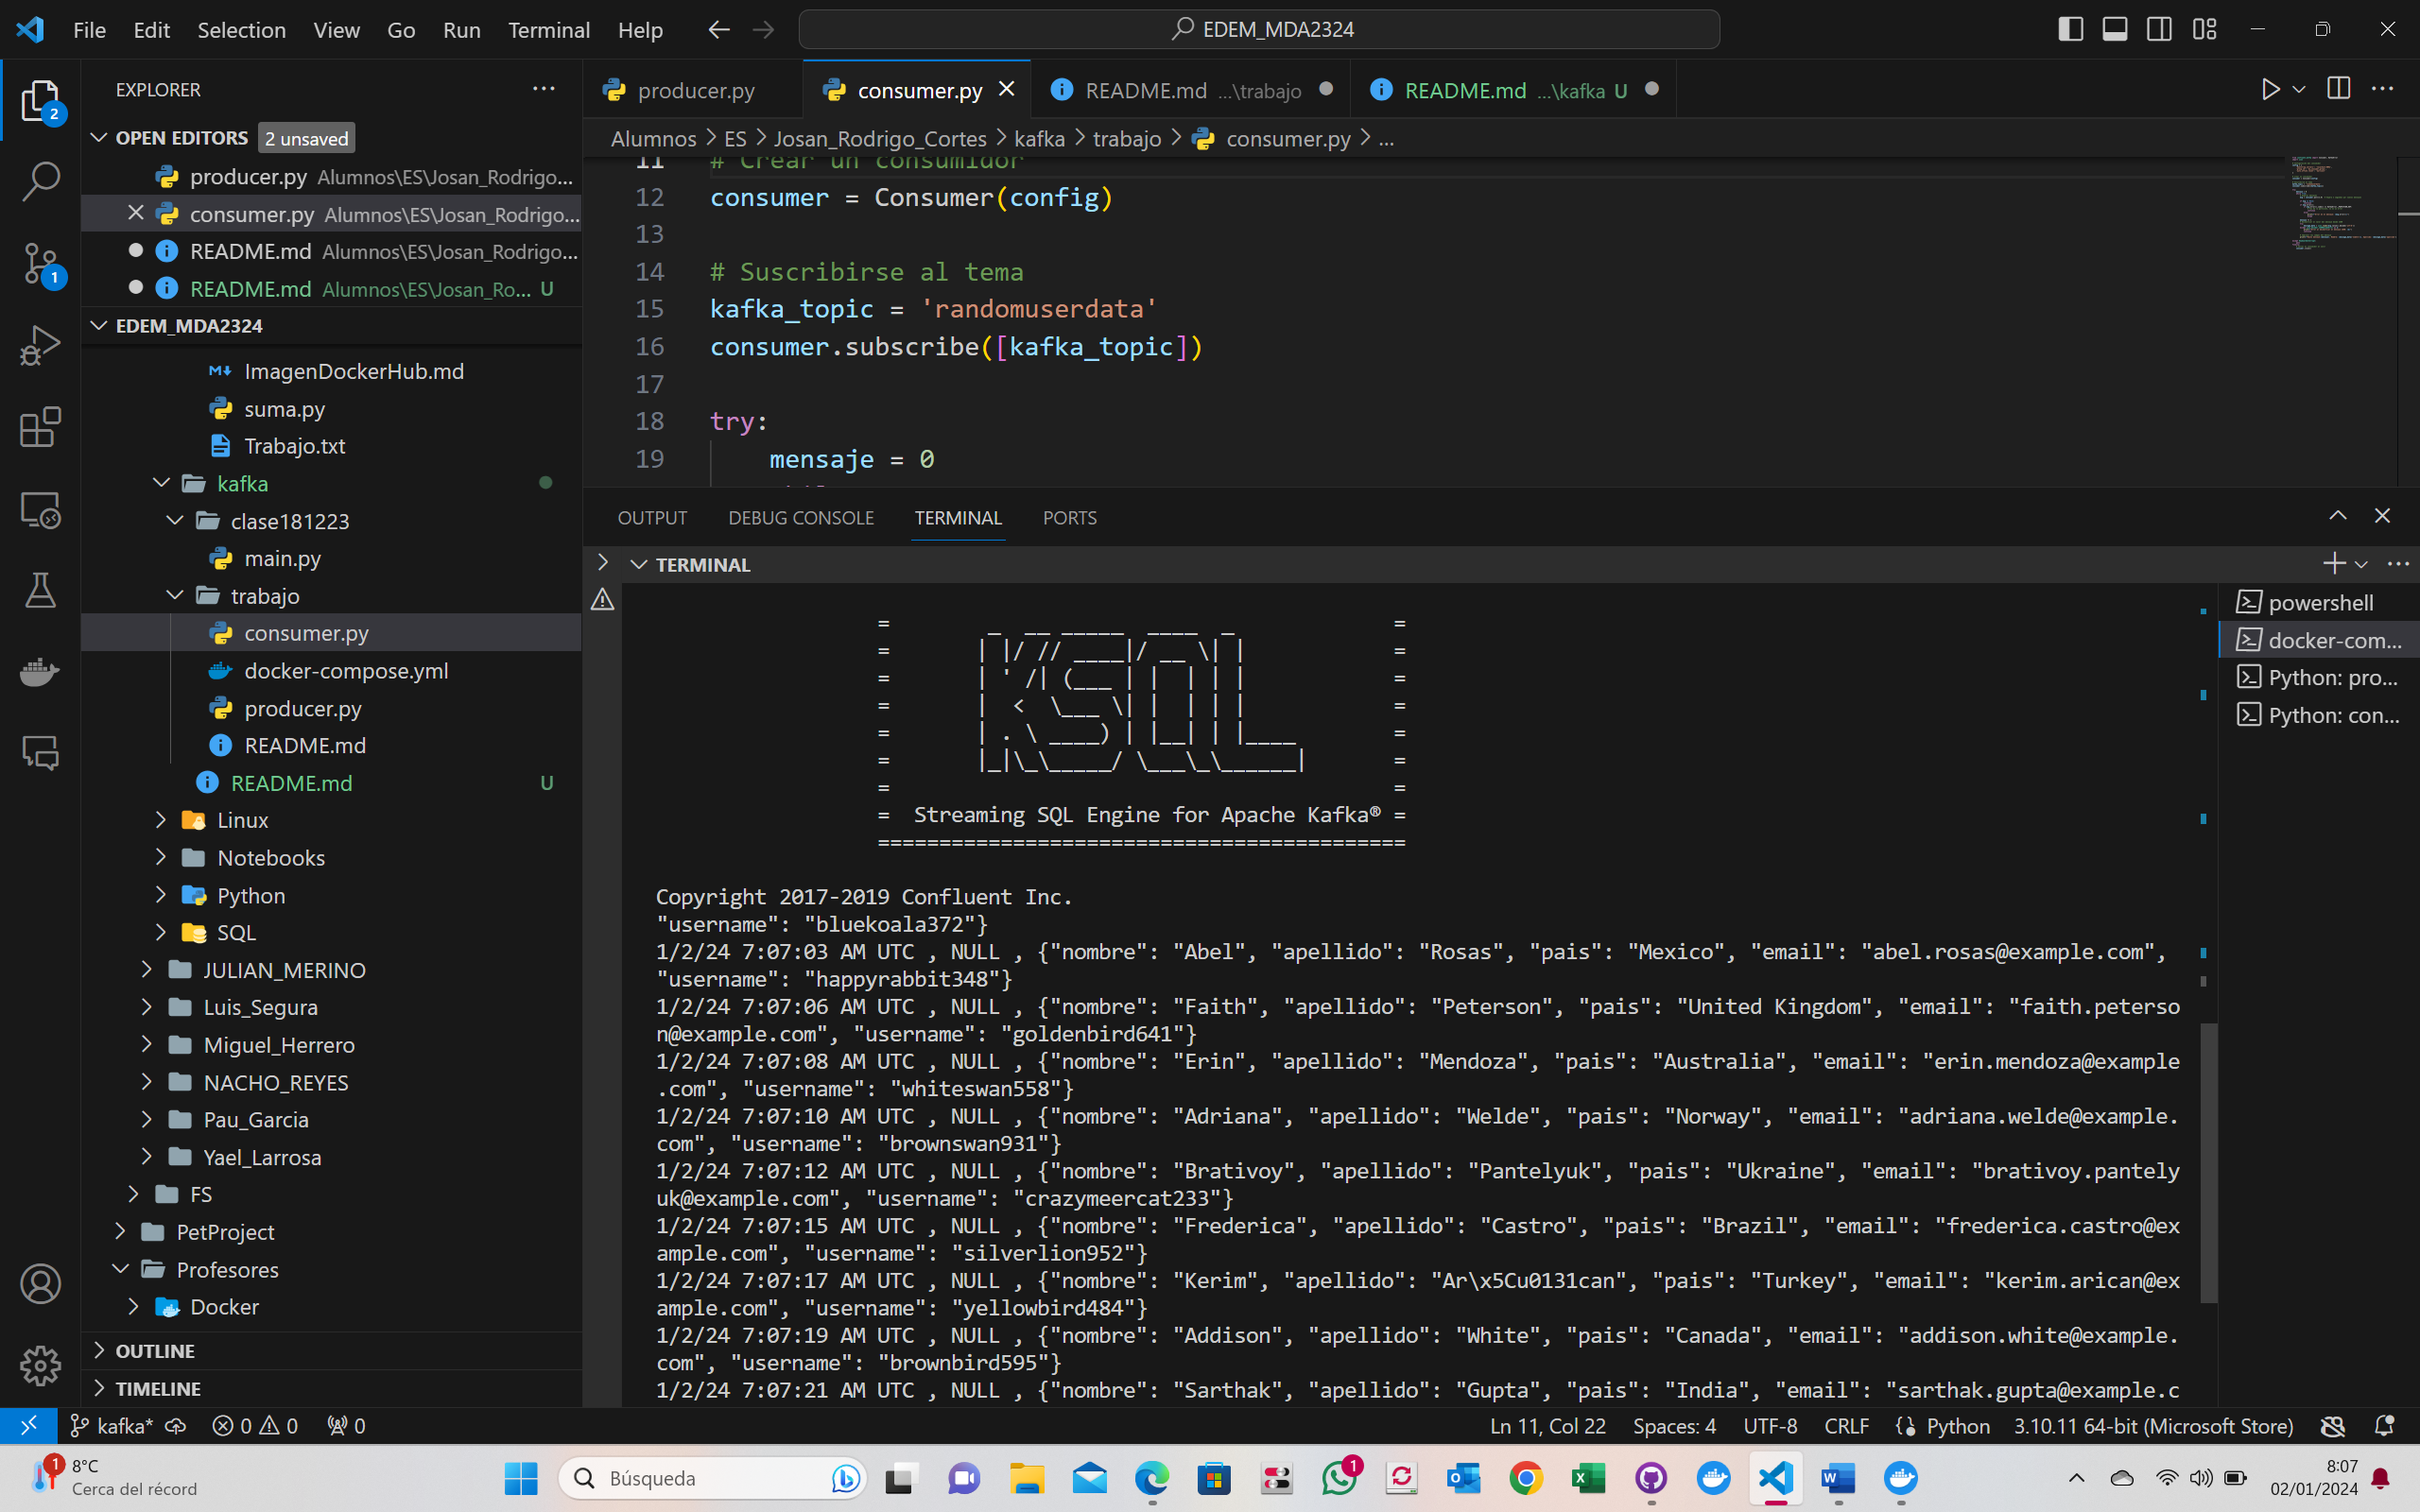 File Edit Selection View Go Run Terminal Help EDEM_MDA2324
EXPLORER
OPEN EDITORS 2 unsaved
producer.py Alumnos\ES\Josan_Rodrigo...
consumer.py Alumnos\ES\Josan_Rodrigo...
README.md Alumnos\ES\Josan_Rodrigo...
README.md Alumnos\ES\Josan_Ro... U
EDEM_MDA2324
ImagenDockerHub.md
suma.py
Trabajo.txt
kafka
clase181223
main.py
trabajo
consumer.py
docker-compose.yml
producer.py
README.md
README.md U
Linux
Notebooks
Python
SQL
JULIAN_MERINO
Luis_Segura
Miguel_Herrero
NACHO_REYES
Pau_Garcia
Yael_Larrosa
FS
PetProject
Profesores
Docker
OUTLINE
TIMELINE
2
1
producer.py consumer.py README.md ...\trabajo README.md ...\kafka U
Alumnos > ES > Josan_Rodrigo_Cortes > kafka > trabajo > consumer.py > ...
11 # Crear un consumidor
12 consumer = Consumer(config)
13
14 # Suscribirse al tema
15 kafka_topic = 'randomuserdata'
16 consumer.subscribe([kafka_topic])
17
18 try:
19 mensaje = 0
OUTPUT DEBUG CONSOLE TERMINAL PORTS
TERMINAL
= _ __ _____ ____ _ =
= | |/ // ____|/ __ \| | =
= | ' /| (___ | | | | | =
= | < \___ \| | | | | =
= | . \ ____) | |__| | |____ =
= |_|\_\_____/ \___\_\______| =
= =
= Streaming SQL Engine for Apache Kafka® =
===========================================
Copyright 2017-2019 Confluent Inc.
"username": "bluekoala372"}
1/2/24 7:07:03 AM UTC , NULL , {"nombre": "Abel", "apellido": "Rosas", "pais": "Mexico", "email": "abel.rosas@example.com",
"username": "happyrabbit348"}
1/2/24 7:07:06 AM UTC , NULL , {"nombre": "Faith", "apellido": "Peterson", "pais": "United Kingdom", "email": "faith.peterso
n@example.com", "username": "goldenbird641"}
1/2/24 7:07:08 AM UTC , NULL , {"nombre": "Erin", "apellido": "Mendoza", "pais": "Australia", "email": "erin.mendoza@example
.com", "username": "whiteswan558"}
1/2/24 7:07:10 AM UTC , NULL , {"nombre": "Adriana", "apellido": "Welde", "pais": "Norway", "email": "adriana.welde@example.
com", "username": "brownswan931"}
1/2/24 7:07:12 AM UTC , NULL , {"nombre": "Brativoy", "apellido": "Pantelyuk", "pais": "Ukraine", "email": "brativoy.pantely
uk@example.com", "username": "crazymeercat233"}
1/2/24 7:07:15 AM UTC , NULL , {"nombre": "Frederica", "apellido": "Castro", "pais": "Brazil", "email": "frederica.castro@ex
ample.com", "username": "silverlion952"}
1/2/24 7:07:17 AM UTC , NULL , {"nombre": "Kerim", "apellido": "Ar\x5Cu0131can", "pais": "Turkey", "email": "kerim.arican@ex
ample.com", "username": "yellowbird484"}
1/2/24 7:07:19 AM UTC , NULL , {"nombre": "Addison", "apellido": "White", "pais": "Canada", "email": "addison.white@example.
com", "username": "brownbird595"}
1/2/24 7:07:21 AM UTC , NULL , {"nombre": "Sarthak", "apellido": "Gupta", "pais": "India", "email": "sarthak.gupta@example.c
powershell
docker-com...
Python: pro...
Python: con...
kafka* 0 0 0 Ln 11, Col 22 Spaces: 4 UTF-8 CRLF Python 3.10.11 64-bit (Microsoft Store)
1 8°C
Cerca del récord
Búsqueda
1
8:07
02/01/2024